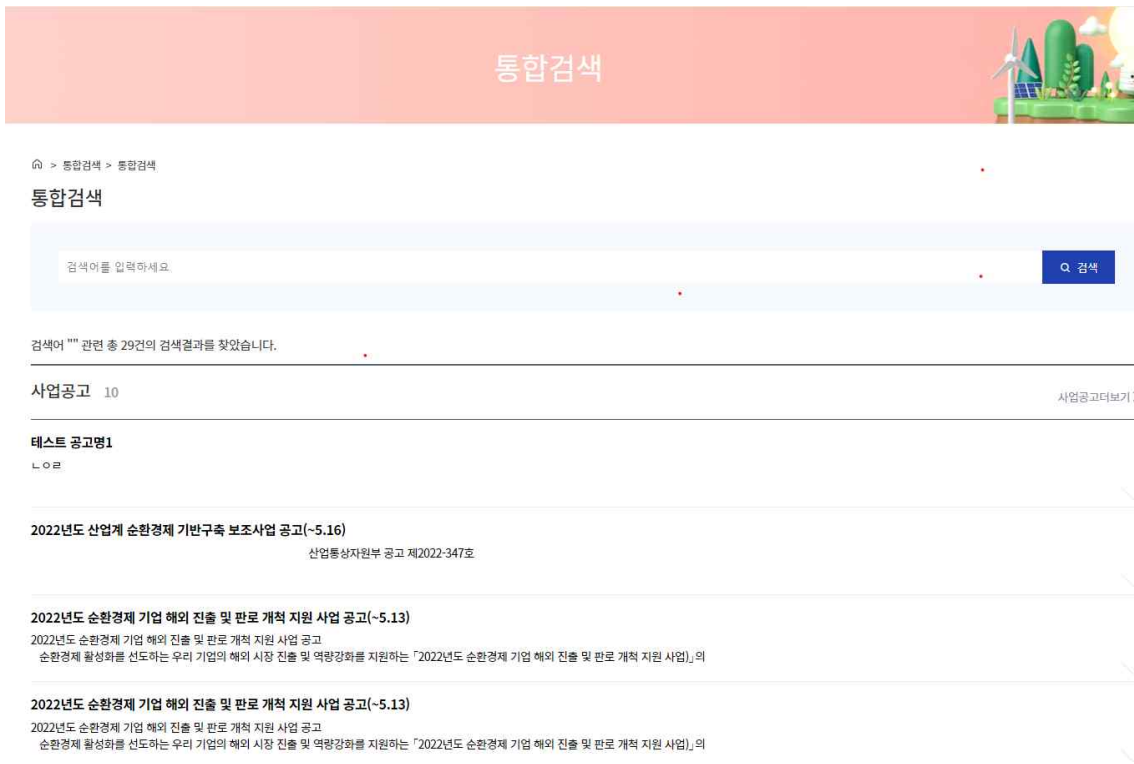 통합검색
> 통합검색 > 통합검색
통합검색
검색어를 입력하세요
검색
검색어 "" 관련 총 29건의 검색결과를 찾았습니다.
사업공고 10
사업공고더보기
테스트 공고명1
ㄴㅇㄹ
2022년도 산업계 순환경제 기반구축 보조사업 공고(~5.16)
산업통상자원부 공고 제2022-347호
2022년도 순환경제 기업 해외 진출 및 판로 개척 지원 사업 공고(~5.13)
2022년도 순환경제 기업 해외 진출 및 판로 개척 지원 사업 공고
순환경제 활성화를 선도하는 우리 기업의 해외 시장 진출 및 역량강화를 지원하는 「2022년도 순환경제 기업 해외 진출 및 판로 개척 지원 사업)」의
2022년도 순환경제 기업 해외 진출 및 판로 개척 지원 사업 공고(~5.13)
2022년도 순환경제 기업 해외 진출 및 판로 개척 지원 사업 공고
순환경제 활성화를 선도하는 우리 기업의 해외 시장 진출 및 역량강화를 지원하는 「2022년도 순환경제 기업 해외 진출 및 판로 개척 지원 사업)」의